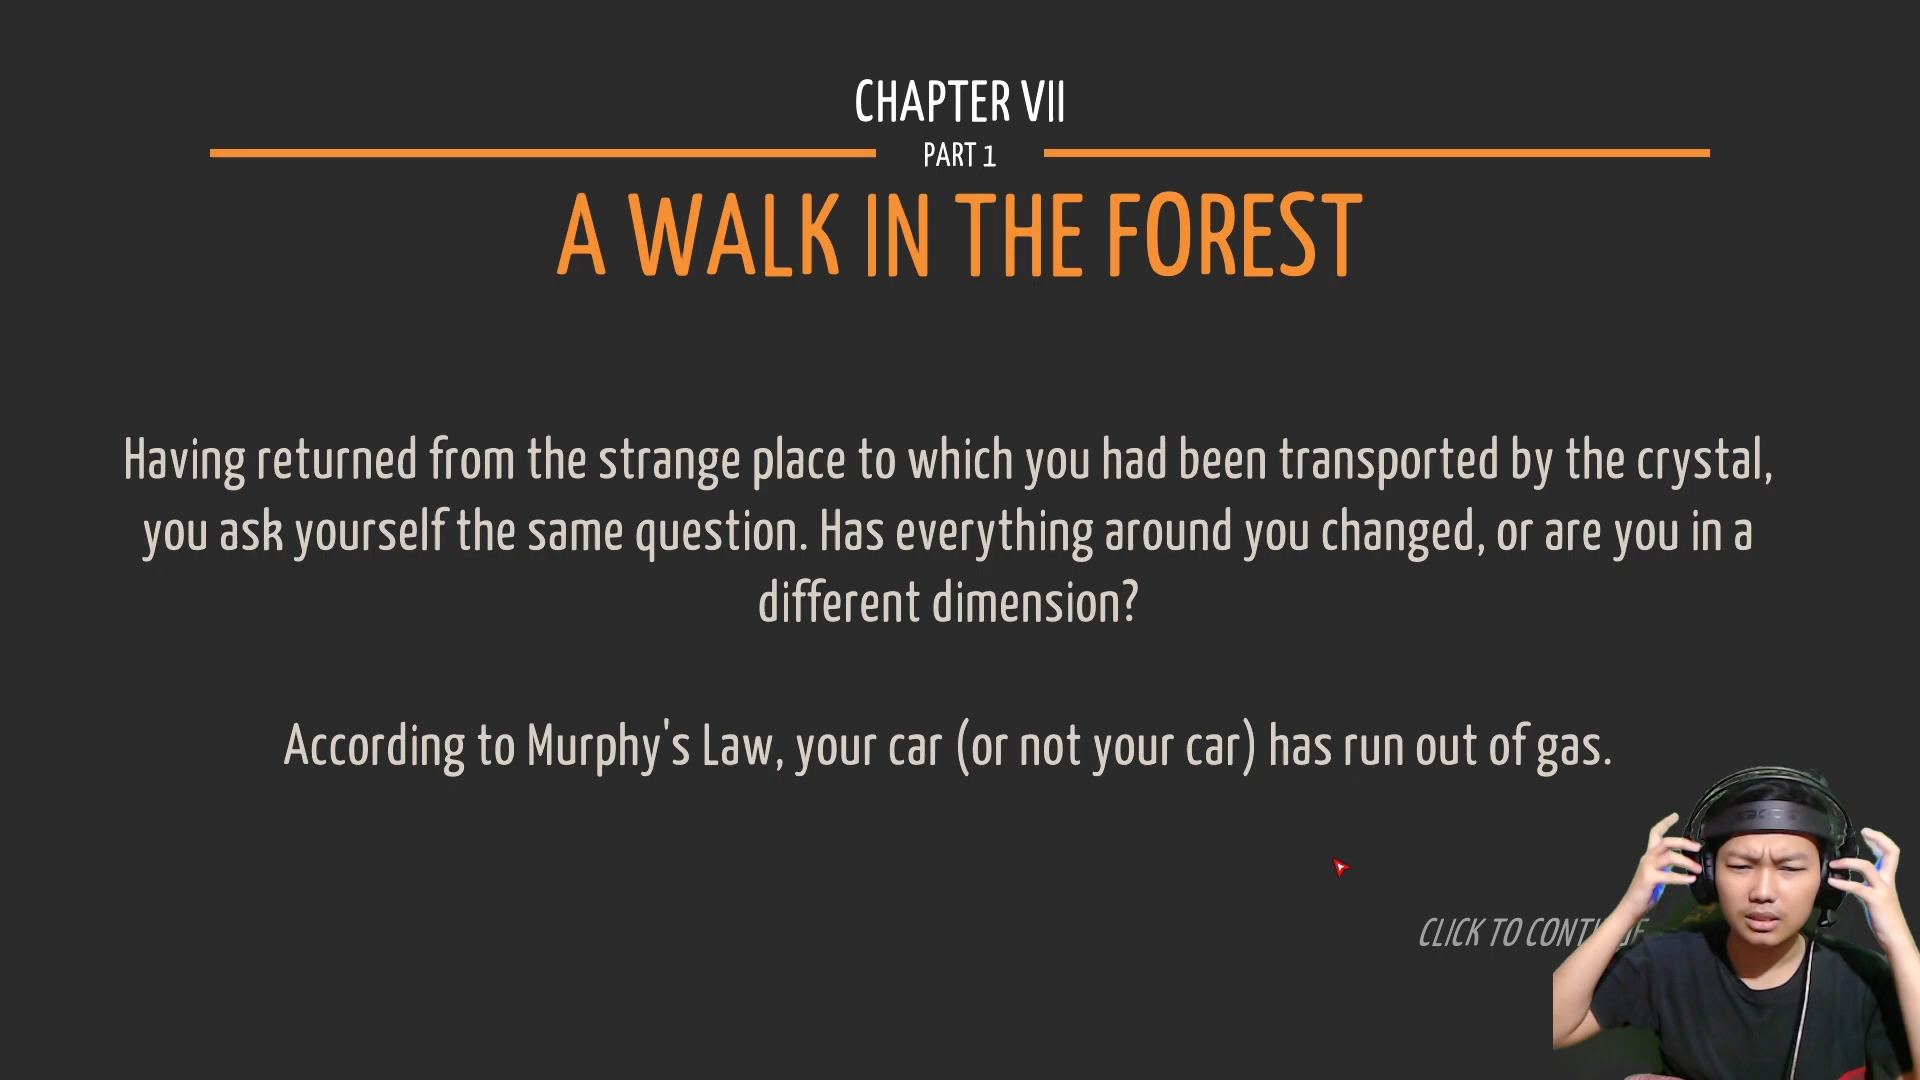 CHAPTER VII
PART 1
A WALK IN THE FOREST
Having returned from the strange place to which you had been transported by the crystal,
you ask yourself the same question. Has everything around you changed, or are you in a
different dimension?
According to Murphy's Law, your car (or not your car) has run out of gas.
CLICK TO